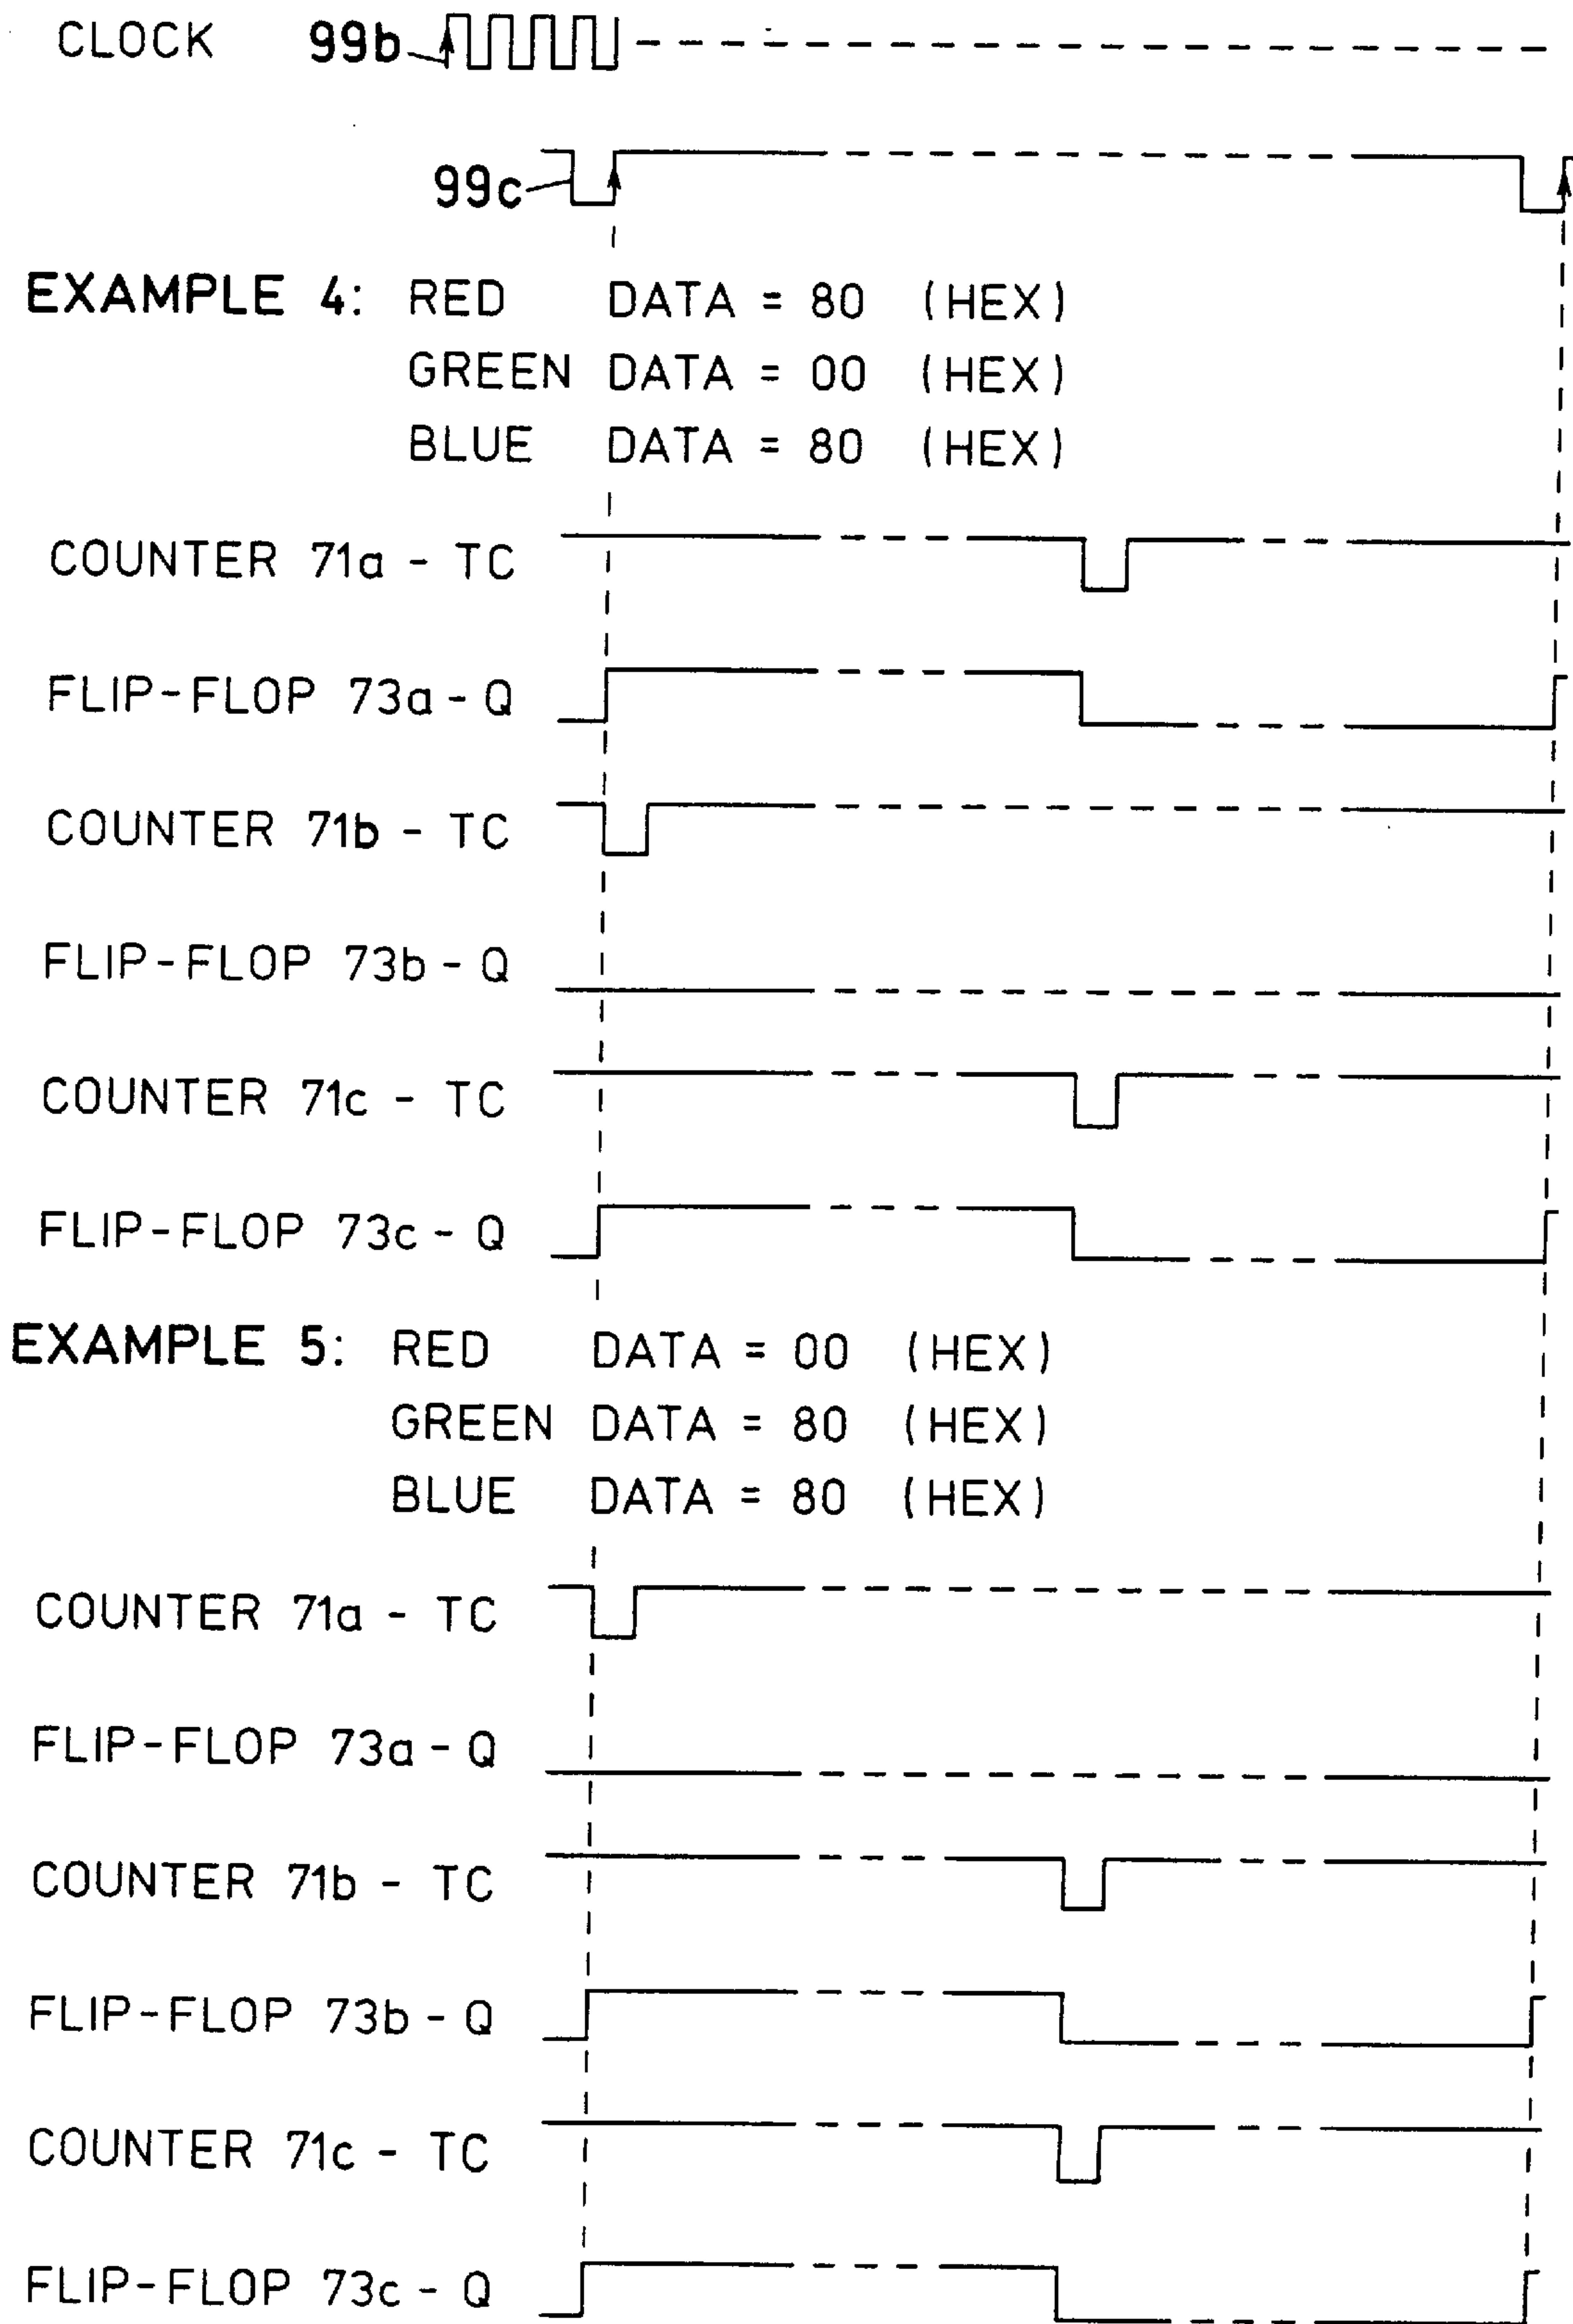 CLOCK 99b
99c
EXAMPLE 4: RED DATA = 80 (HEX)
GREEN DATA = 00 (HEX)
BLUE DATA = 80 (HEX)
COUNTER 71a - TC
FLIP-FLOP 73a - Q
COUNTER 71b - TC
FLIP-FLOP 73b - Q
COUNTER 71c - TC
FLIP-FLOP 73c - Q
EXAMPLE 5: RED DATA = 00 (HEX)
GREEN DATA = 80 (HEX)
BLUE DATA = 80 (HEX)
COUNTER 71a - TC
FLIP-FLOP 73a - Q
COUNTER 71b - TC
FLIP-FLOP 73b - Q
COUNTER 71c - TC
FLIP-FLOP 73c - Q